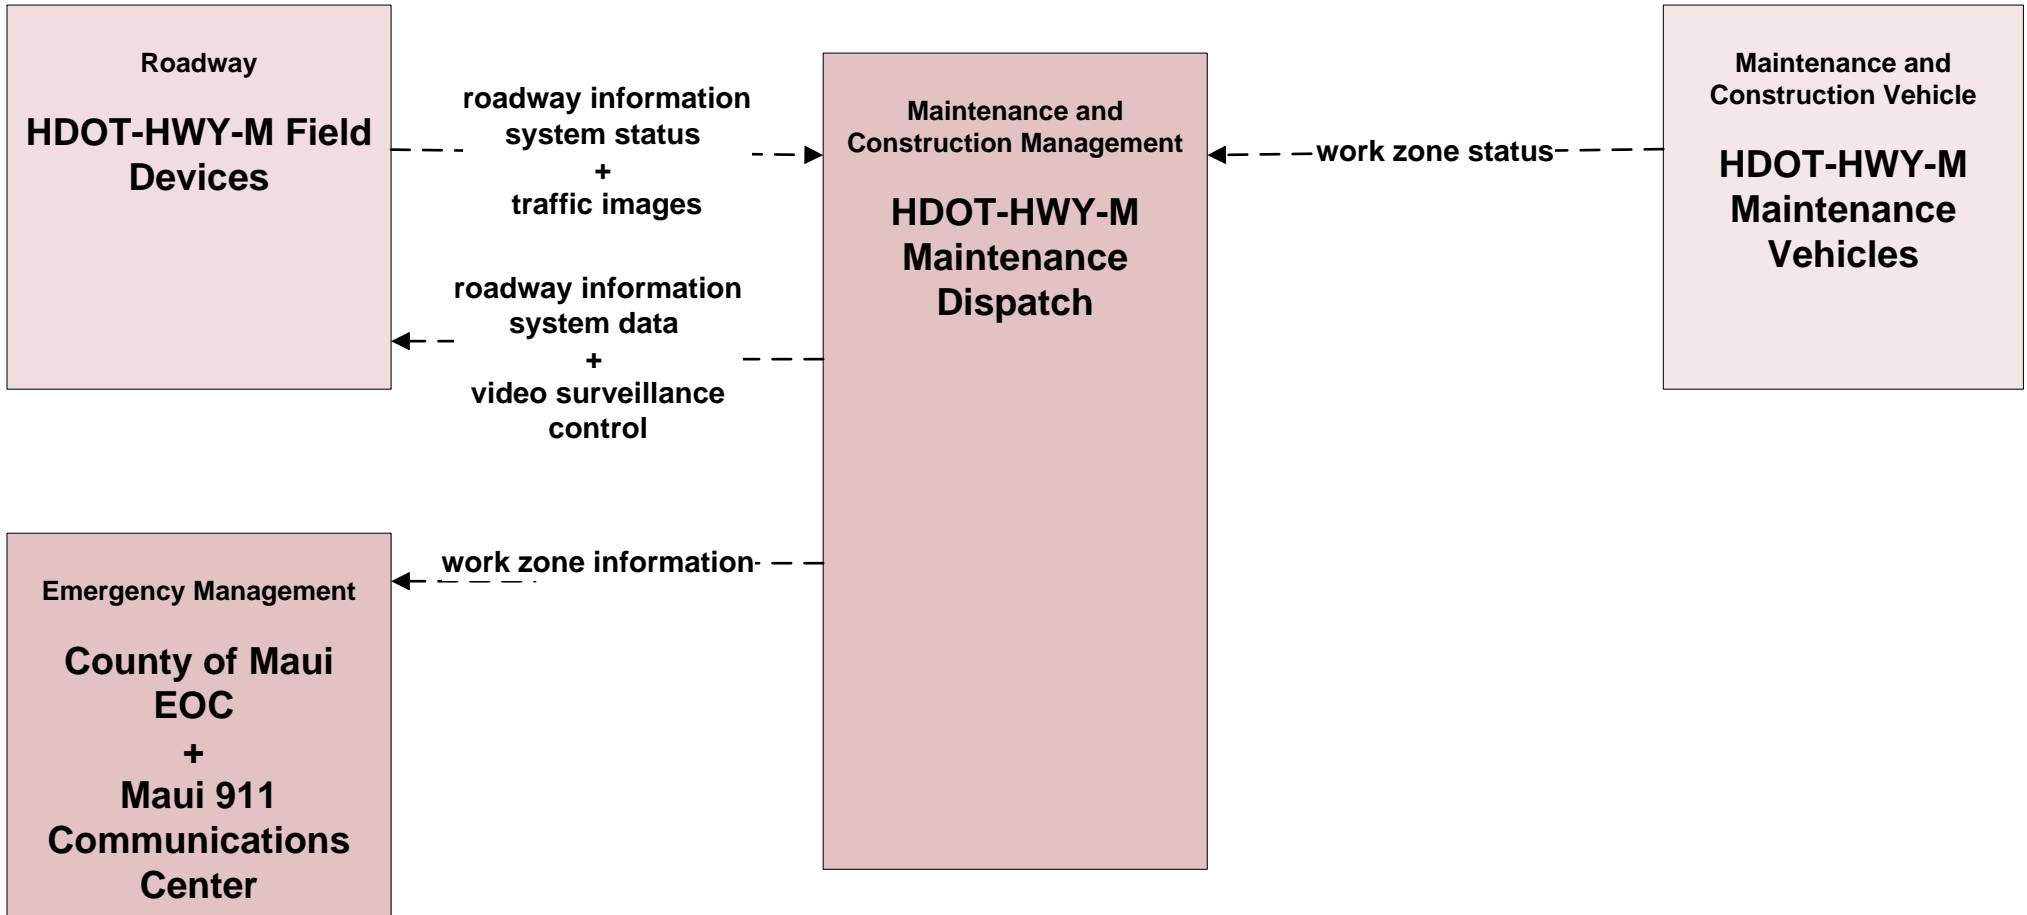 Roadway
HDOT-HWY-M Field
Devices
roadway information
system status
+
traffic images
roadway information
system data
+
video surveillance
control
Maintenance and
Construction Management
HDOT-HWY-M
Maintenance
Dispatch
work zone status
Maintenance and
Construction Vehicle
HDOT-HWY-M
Maintenance
Vehicles
work zone information
Emergency Management
County of Maui
EOC
+
Maui 911
Communications
Center